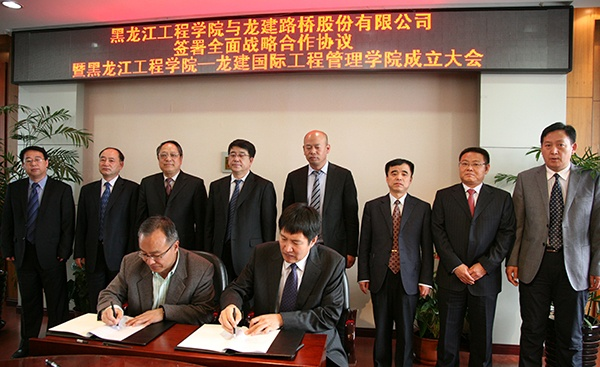 黑龙江工程学院与龙建路桥股份有限公司
签署全面战略合作协议
暨黑龙江工程学院—龙建国际工程管理学院成立大会